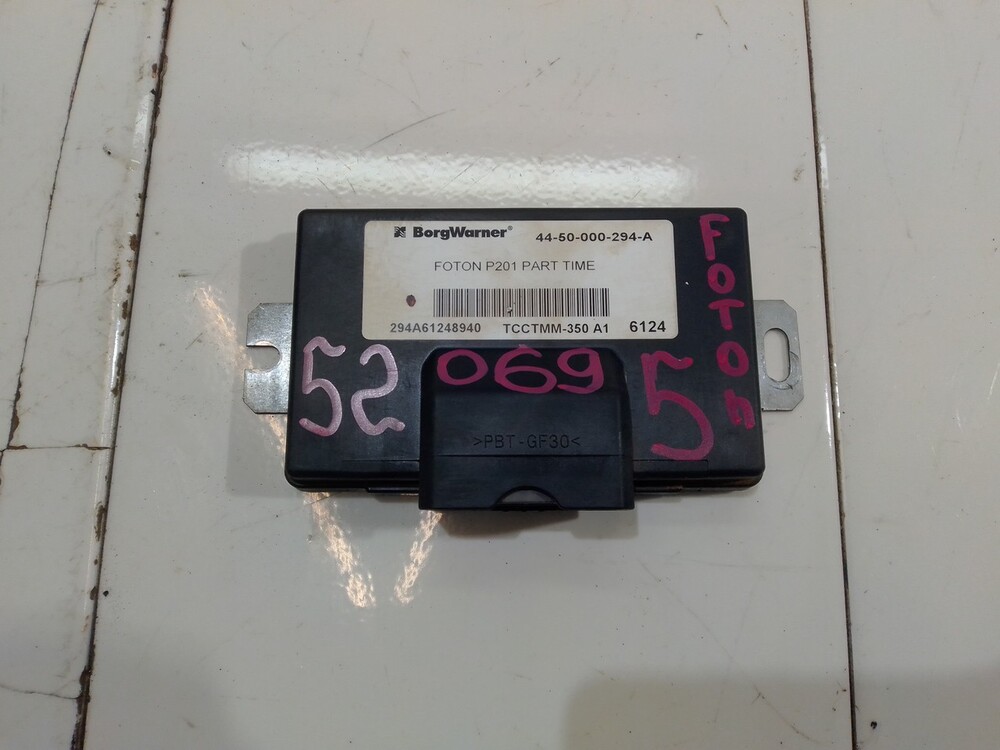 BorgWarner®
44-50-000-294-A
FOTON P201 PART TIME
294A61248940 TCCTMM-350 A1 6124
FOTOn
52
069
5
>PBT-GF30<